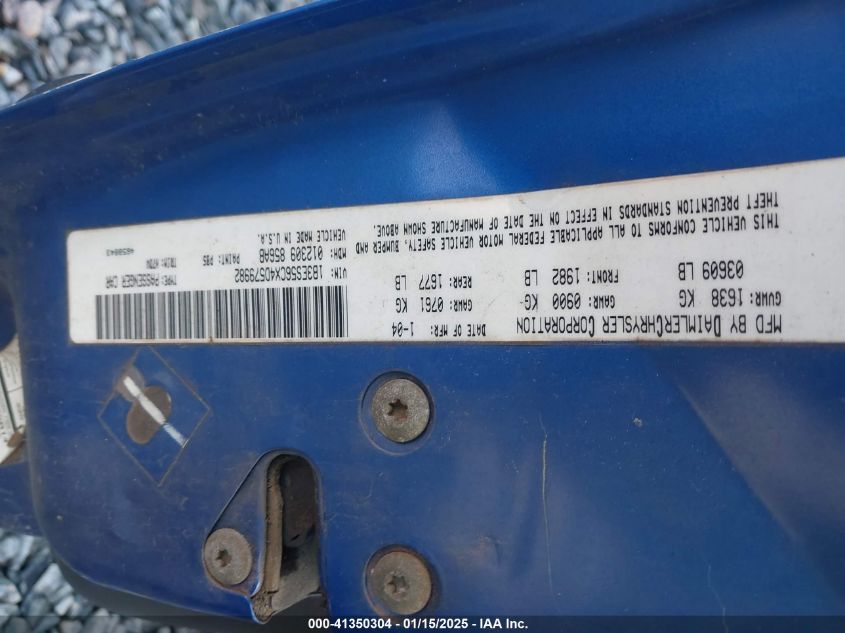 MFD BY DAIMLERCHRYSLER CORPORATION DATE OF MFR: 1-04
GVWR: 1638 KG GAWR: 0900 KG GAWR: 0761 KG
03609 LB FRONT: 1982 LB REAR: 1677 LB
THIS VEHICLE CONFORMS TO ALL APPLICABLE FEDERAL MOTOR VEHICLE SAFETY, BUMPER AND
THEFT PREVENTION STANDARDS IN EFFECT ON THE DATE OF MANUFACTURE SHOWN ABOVE.
TYPE: PASSENGER CAR
VIN: 1B3ES56CX4D579982
MDH: 012309 856AB PAINT: PBS
VEHICLE MADE IN U.S.A.
000-41350304 - 01/15/2025 - IAA Inc.